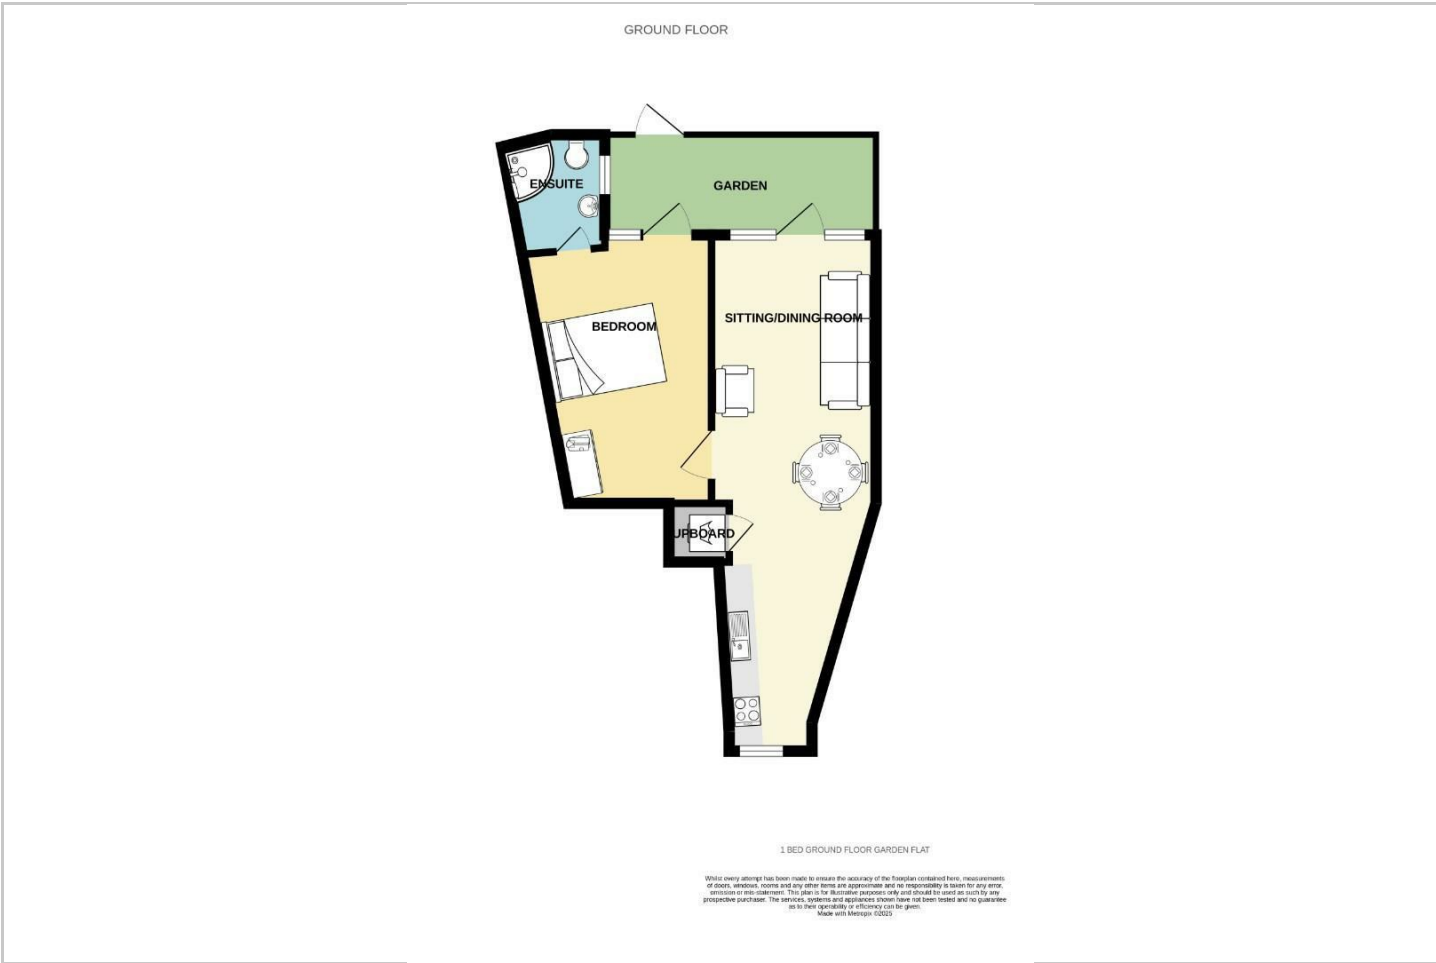 GROUND FLOOR
ENSUITE
GARDEN
BEDROOM
SITTING/DINING ROOM
UPBOARD
1 BED GROUND FLOOR GARDEN FLAT
Whilst every attempt has been made to ensure the accuracy of the floorplan contained here, measurements
of doors, windows, rooms and any other items are approximate and no responsibility is taken for any error,
omission or mis-statement. This plan is for illustrative purposes only and should be used as such by any
prospective purchaser. The services, systems and appliances shown have not been tested and no guarantee
as to their operability or efficiency can be given.
Made with Metropix ©2025